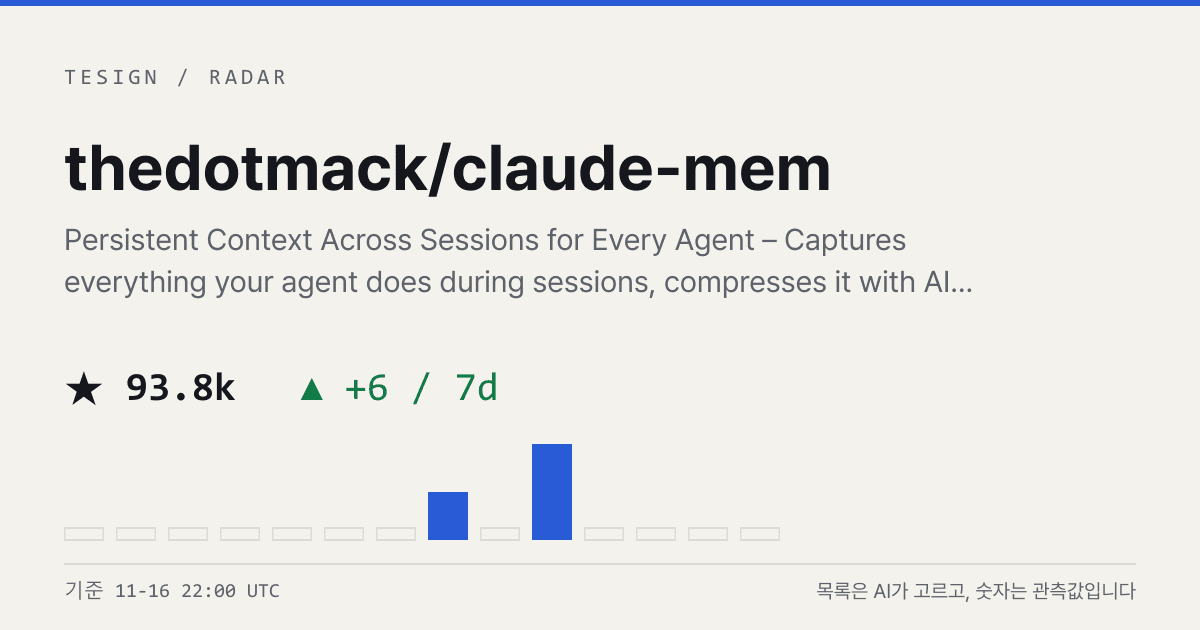 TESIGN / RADAR
thedotmack/claude-mem
Persistent Context Across Sessions for Every Agent – Captures
everything your agent does during sessions, compresses it with AI…
★ 93.8k ▲ +6 / 7d
기준 11-16 22:00 UTC
목록은 AI가 고르고, 숫자는 관측값입니다